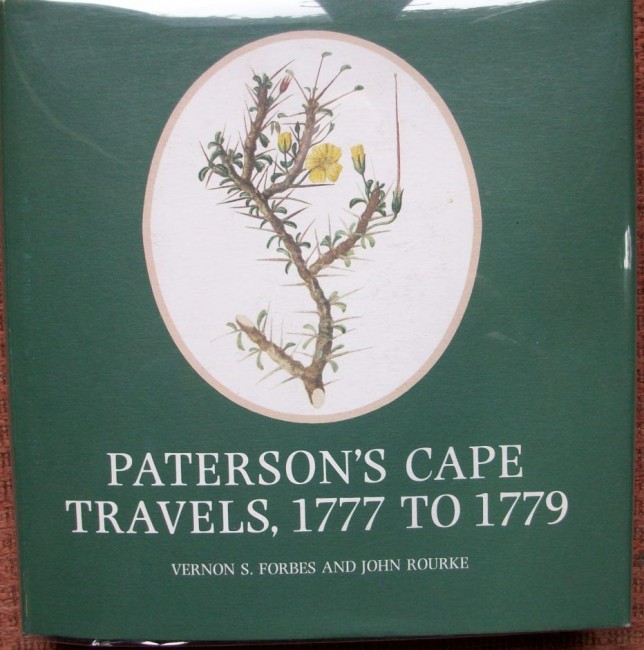 PATERSON'S CAPE
TRAVELS, 1777 TO 1779
VERNON S. FORBES AND JOHN ROURKE